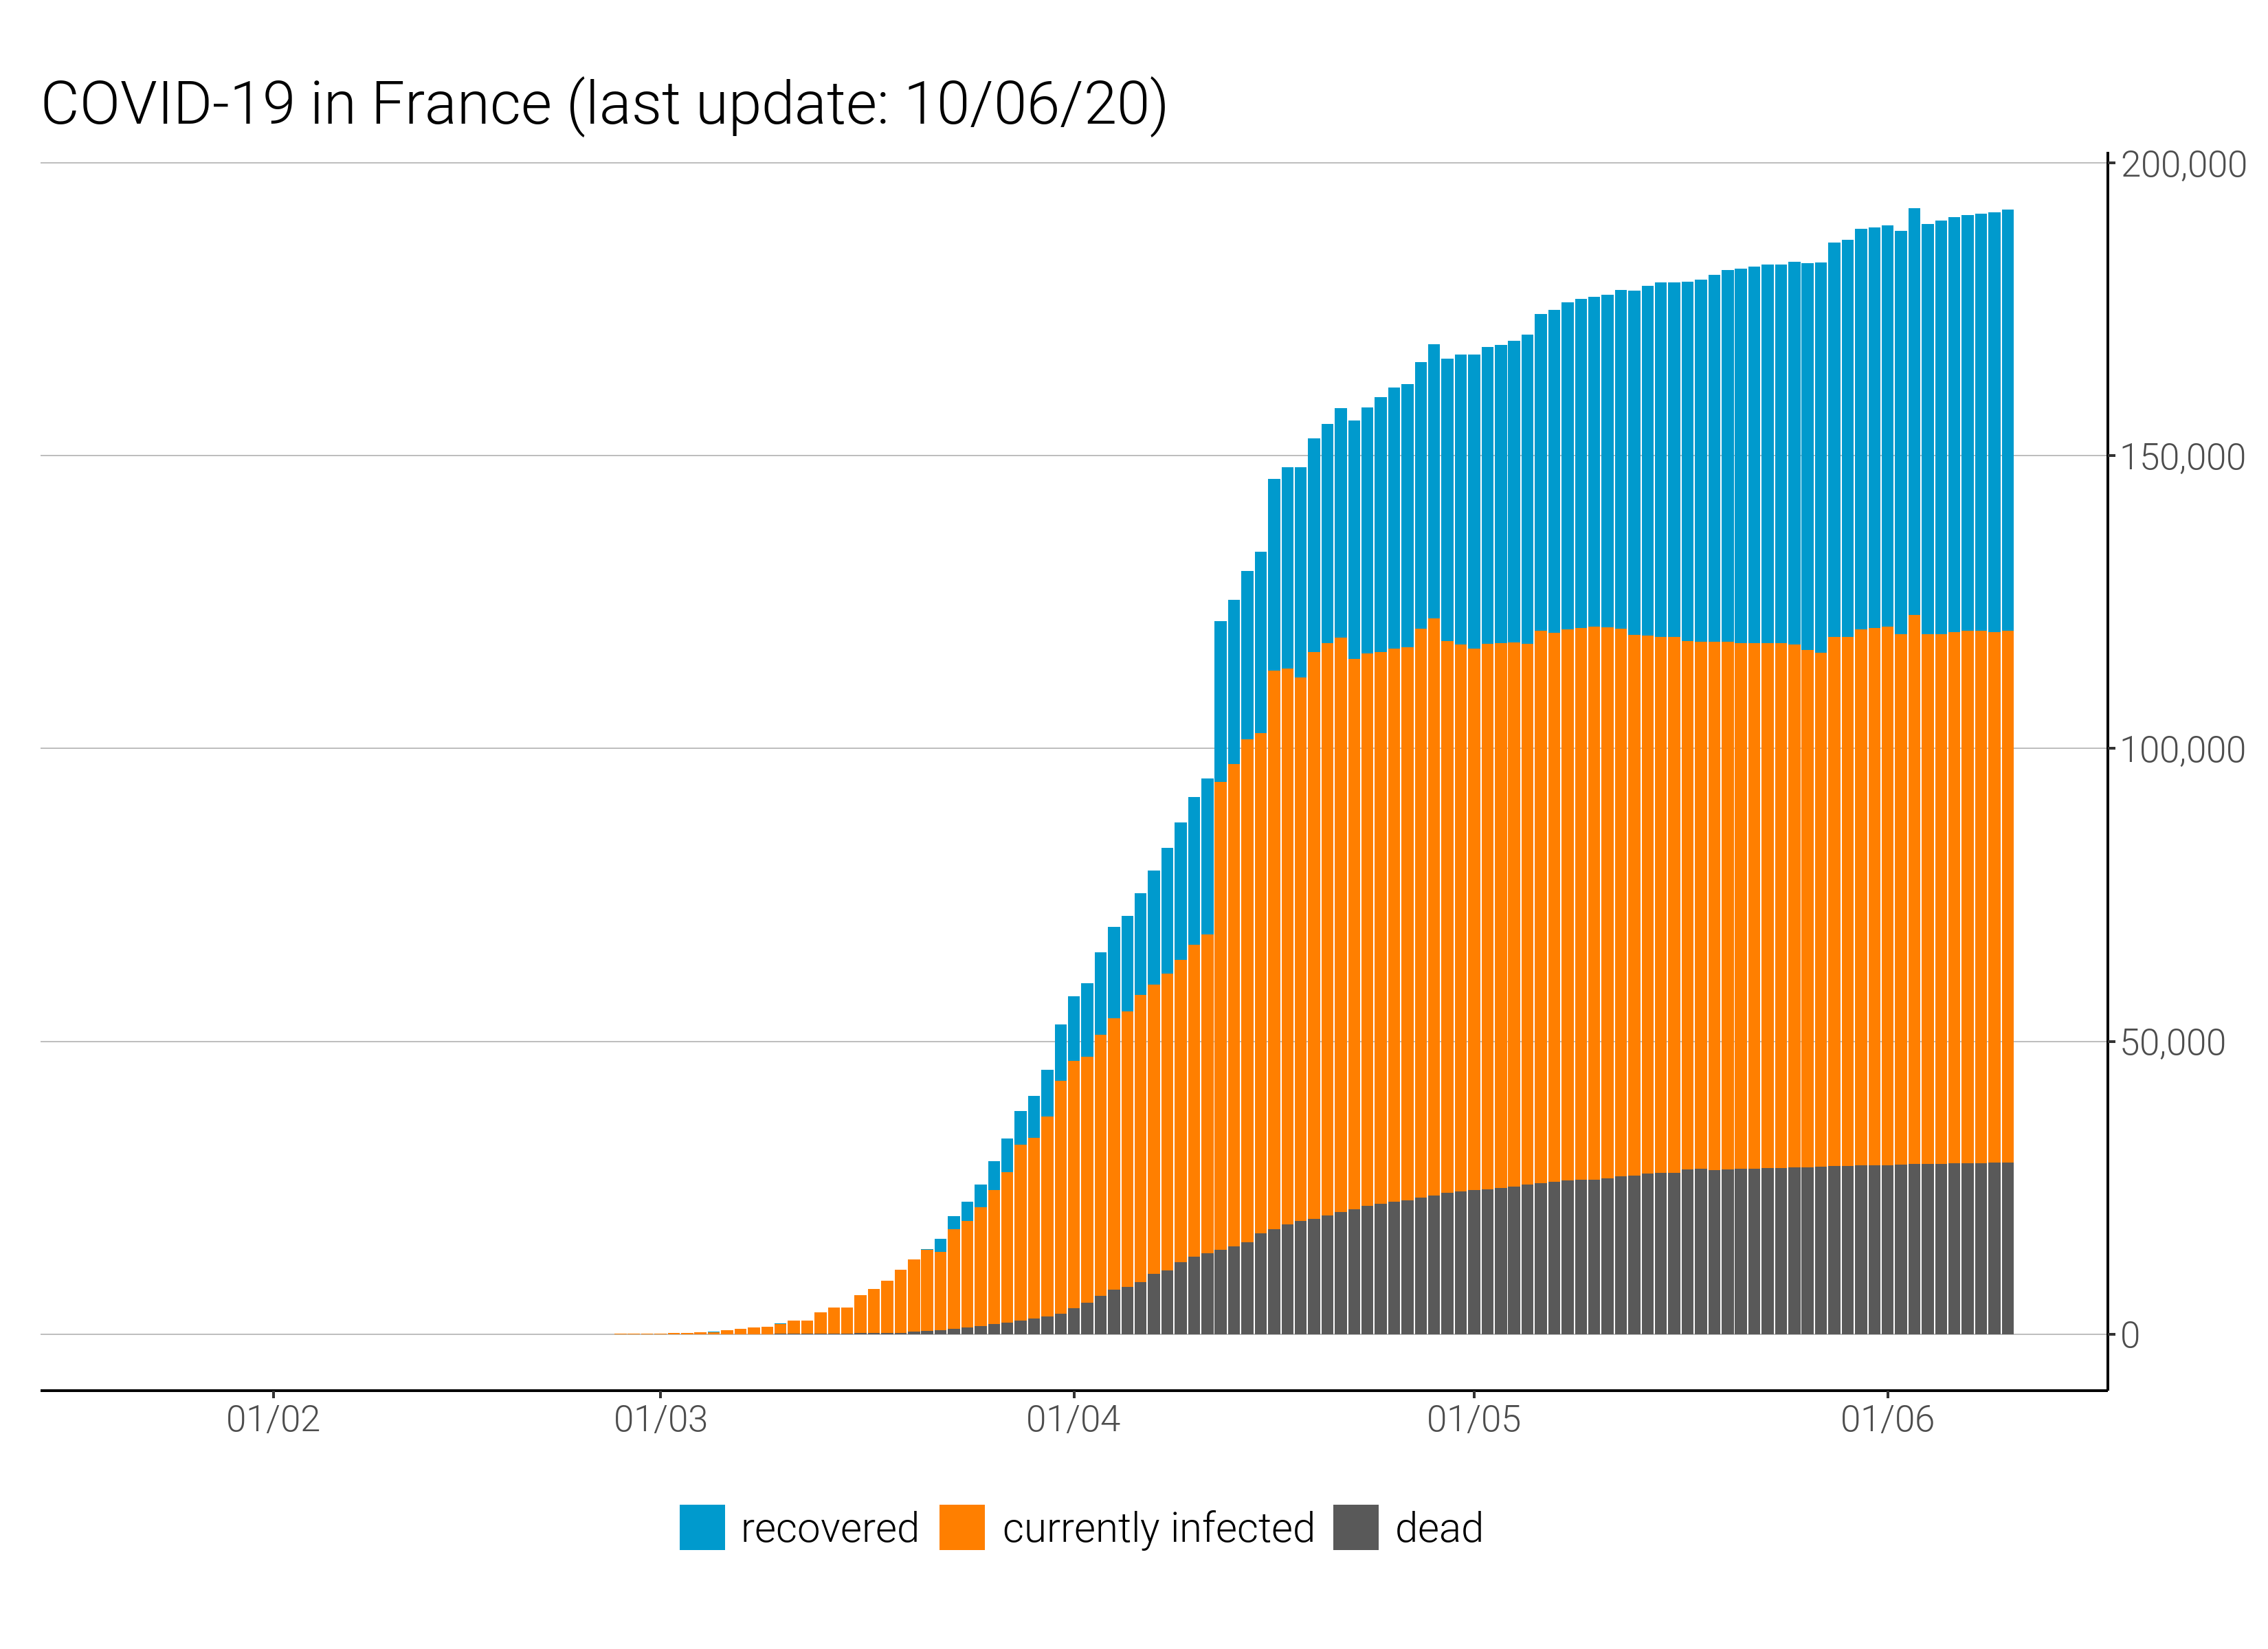 COVID-19 in France (last update: 10/06/20)
200,000
150,000
100,000
50,000
0
01/02 01/03 01/04 01/05 01/06
recovered currently infected dead